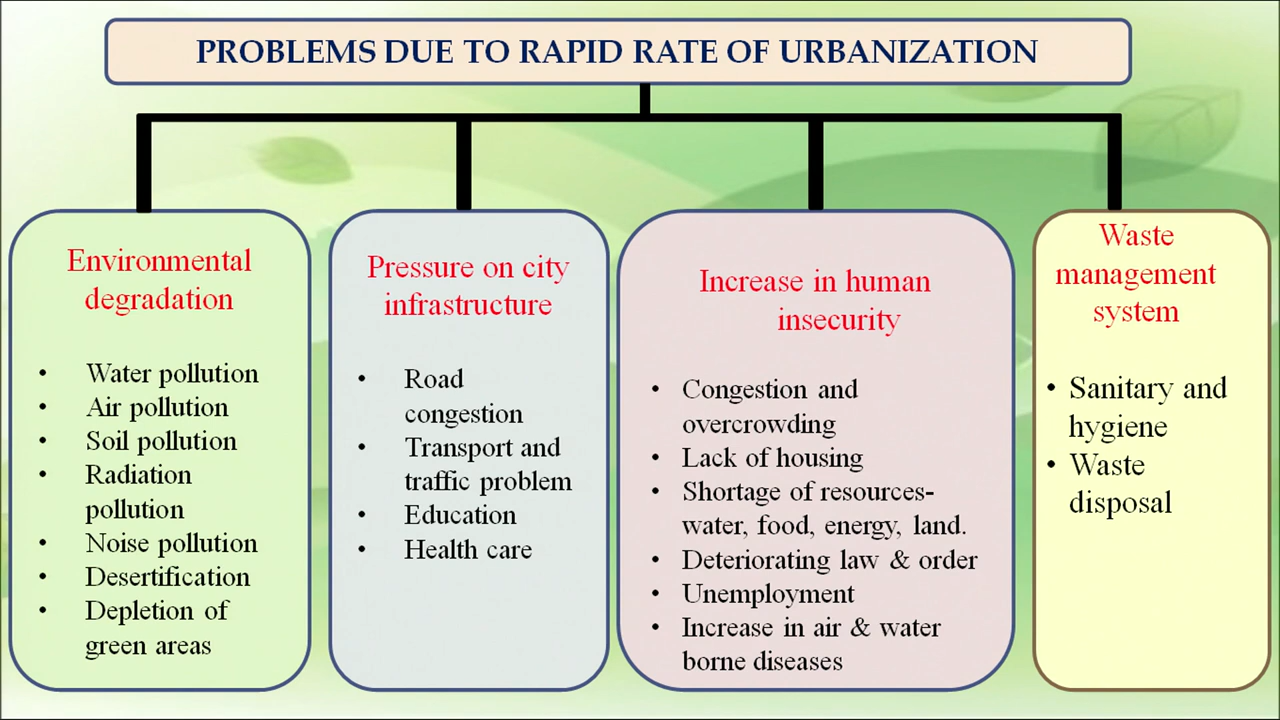 PROBLEMS DUE TO RAPID RATE OF URBANIZATION
Environmental
degradation
• Water pollution
• Air pollution
• Soil pollution
• Radiation
pollution
• Noise pollution
• Desertification
• Depletion of
green areas
Pressure on city
infrastructure
• Road
congestion
• Transport and
traffic problem
• Education
• Health care
Increase in human
insecurity
• Congestion and
overcrowding
• Lack of housing
• Shortage of resources-
water, food, energy, land.
• Deteriorating law & order
• Unemployment
• Increase in air & water
borne diseases
Waste
management
system
• Sanitary and
hygiene
• Waste
disposal